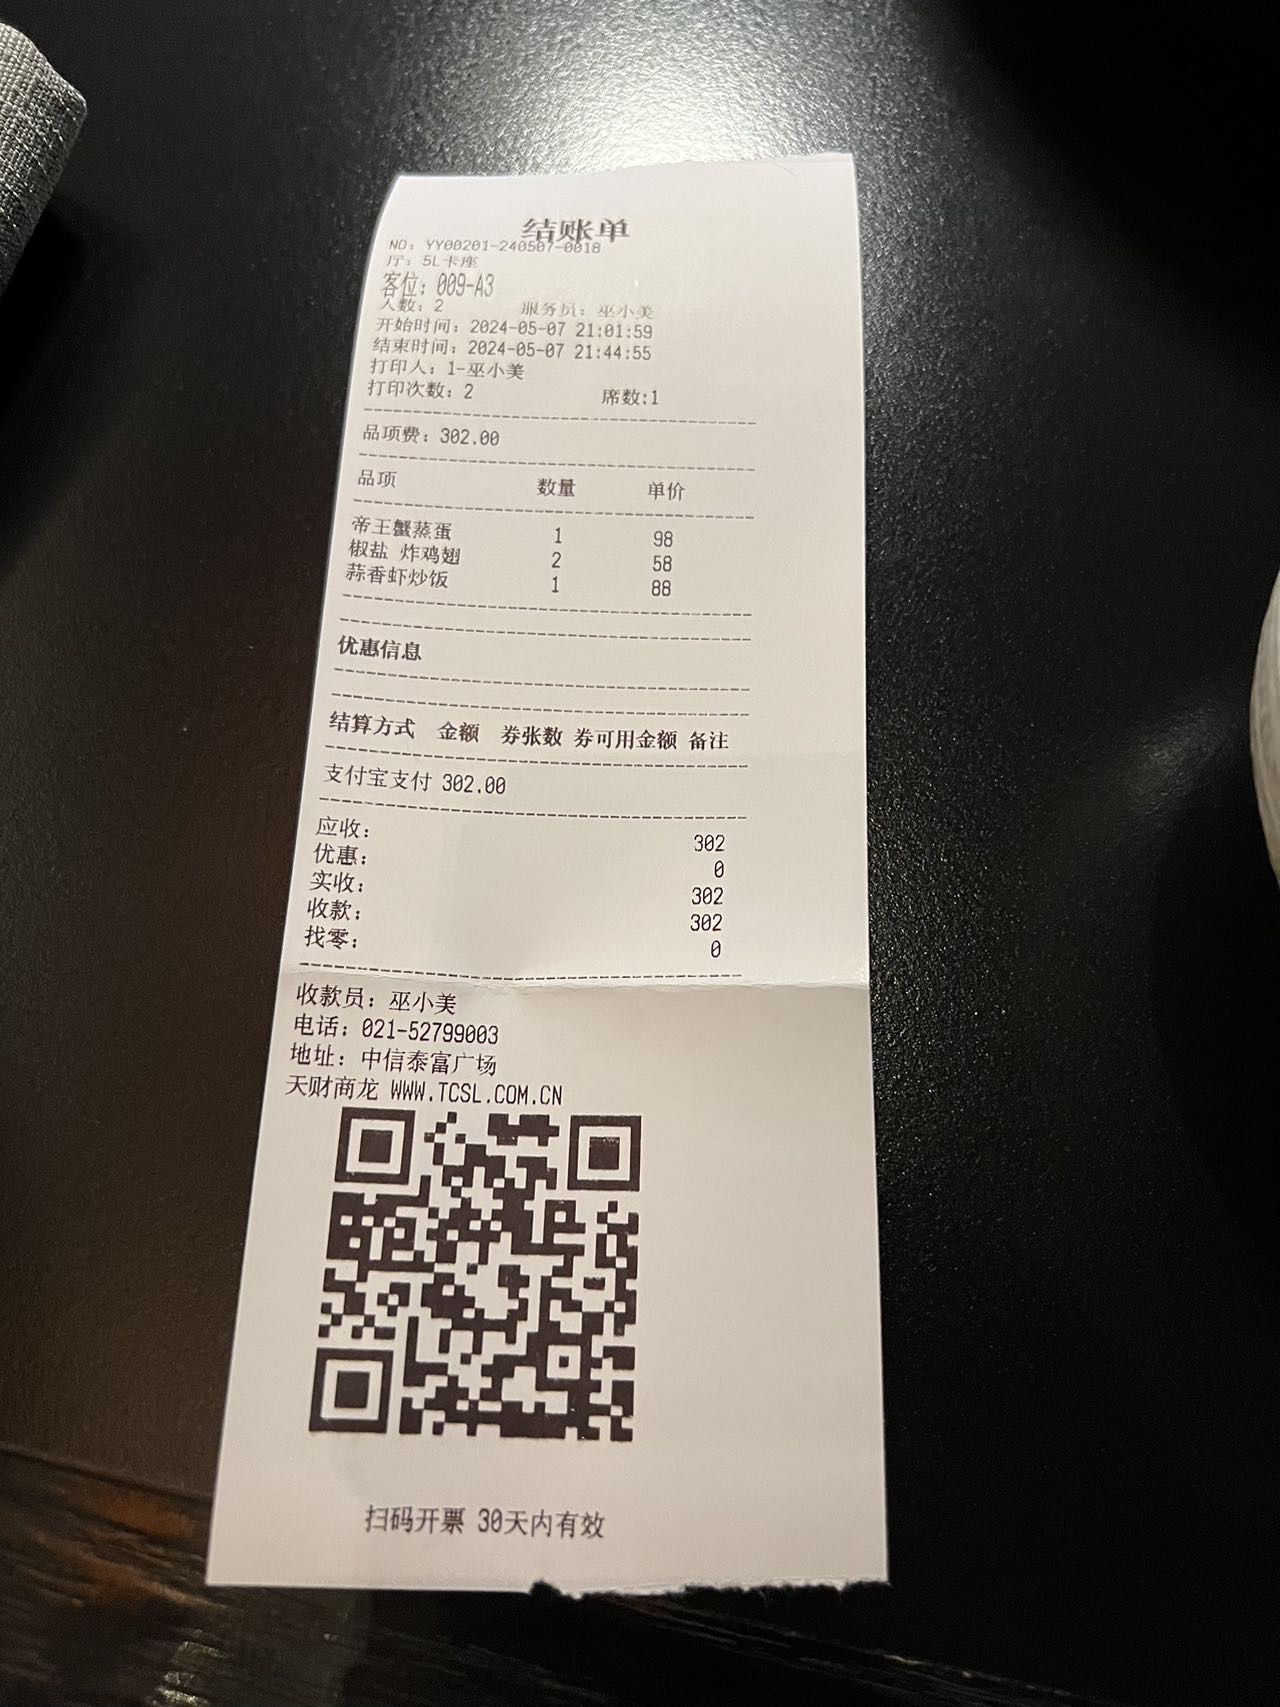 结账单
NO: YY00201-240507-0018
厅: 5L卡座
客位: 009-A3
人数: 2 服务员: 巫小美
开始时间: 2024-05-07 21:01:59
结束时间: 2024-05-07 21:44:55
打印人: 1-巫小美
打印次数: 2 席数:1
品项费: 302.00
品项 数量 单价
帝王蟹蒸蛋 1 98
椒盐 炸鸡翅 2 58
蒜香虾炒饭 1 88
优惠信息
结算方式 金额 券张数 券可用金额 备注
支付宝支付 302.00
应收: 302
优惠: 0
实收: 302
收款: 302
找零: 0
收款员: 巫小美
电话: 021-52799003
地址: 中信泰富广场
天财商龙 WWW.TCSL.COM.CN
扫码开票 30天内有效